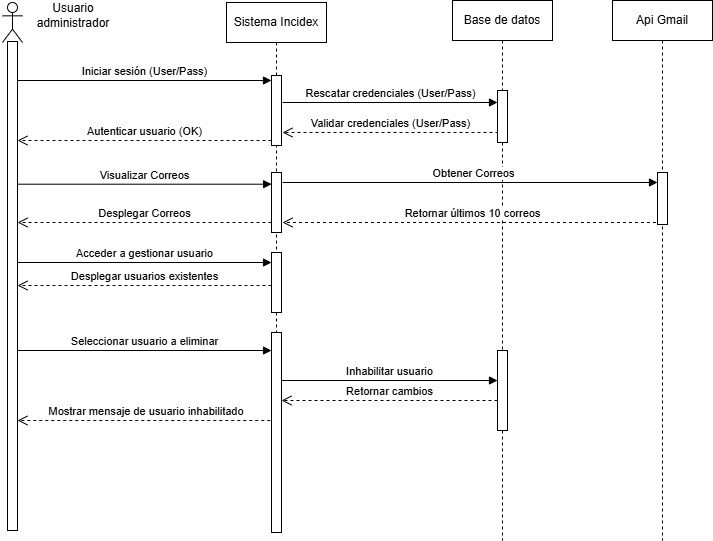 Usuario
administrador
Sistema Incidex
Base de datos
Api Gmail
Iniciar sesión (User/Pass)
Rescatar credenciales (User/Pass)
Validar credenciales (User/Pass)
Autenticar usuario (OK)
Visualizar Correos
Obtener Correos
Desplegar Correos
Retornar últimos 10 correos
Acceder a gestionar usuario
Desplegar usuarios existentes
Seleccionar usuario a eliminar
Inhabilitar usuario
Retornar cambios
Mostrar mensaje de usuario inhabilitado